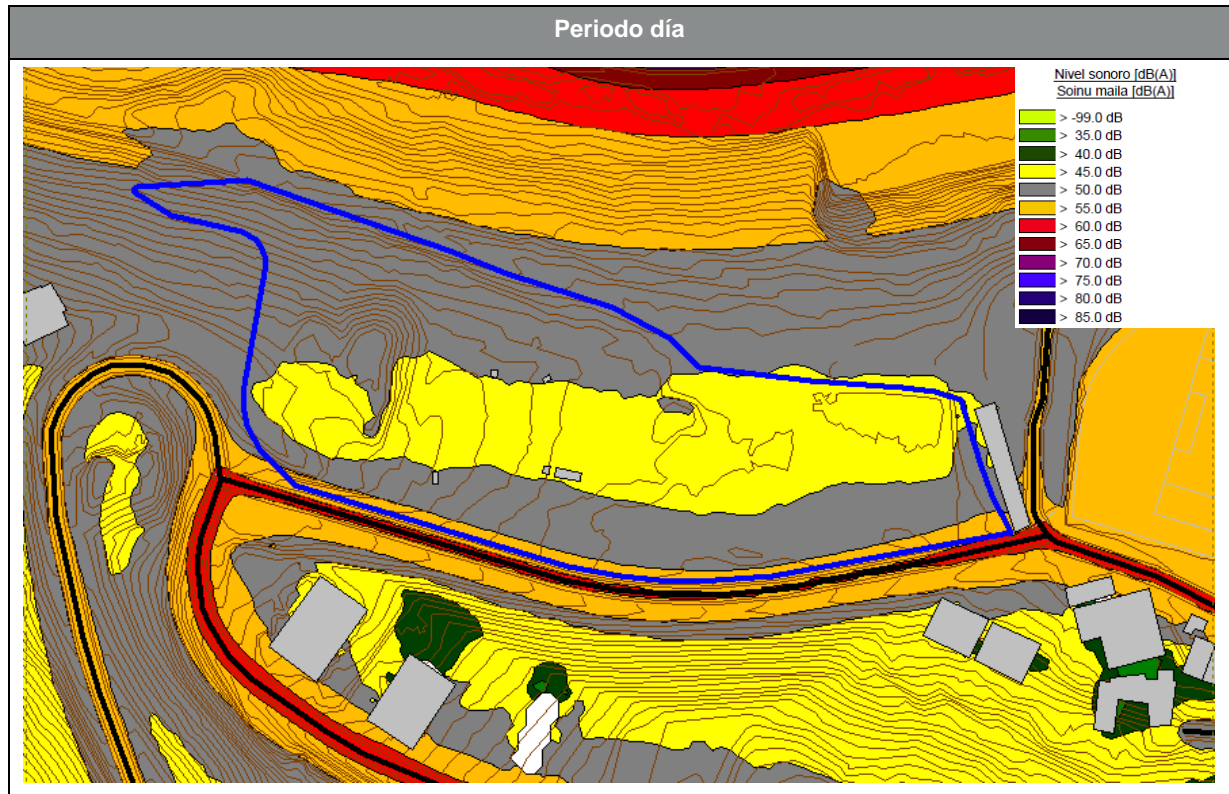 Periodo día
Nivel sonoro [dB(A)]
Soinu maila [dB(A)]
> -99.0 dB
> 35.0 dB
> 40.0 dB
> 45.0 dB
> 50.0 dB
> 55.0 dB
> 60.0 dB
> 65.0 dB
> 70.0 dB
> 75.0 dB
> 80.0 dB
> 85.0 dB